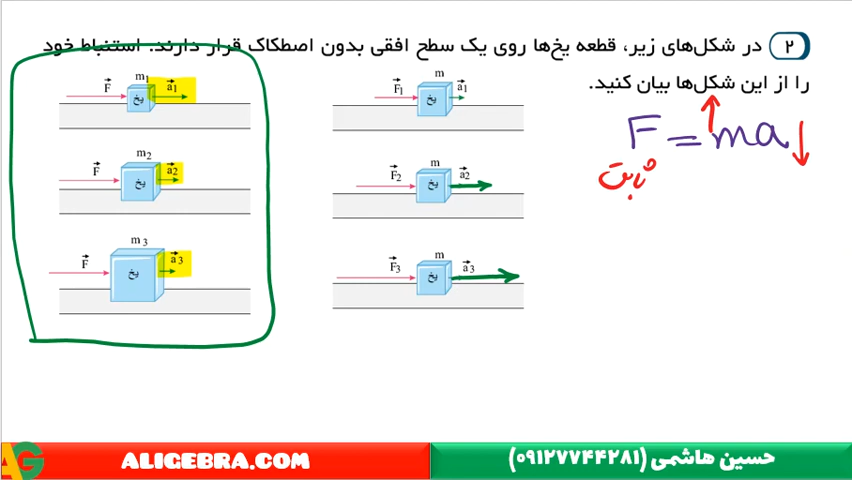 ۲ در شکل‌های زیر، قطعه یخ‌ها روی یک سطح افقی بدون اصطکاک قرار دارند. استنباط خود
را از این شکل‌ها بیان کنید.
F = ma
ثابت
F m1 a1
یخ
F m2 a2
یخ
F m3 a3
یخ
F1 m a1
یخ
F2 m a2
یخ
F3 m a3
یخ
AG
ALIGEBRA.COM
حسین هاشمی (۰۹۱۲۷۷۴۴۲۸۱)